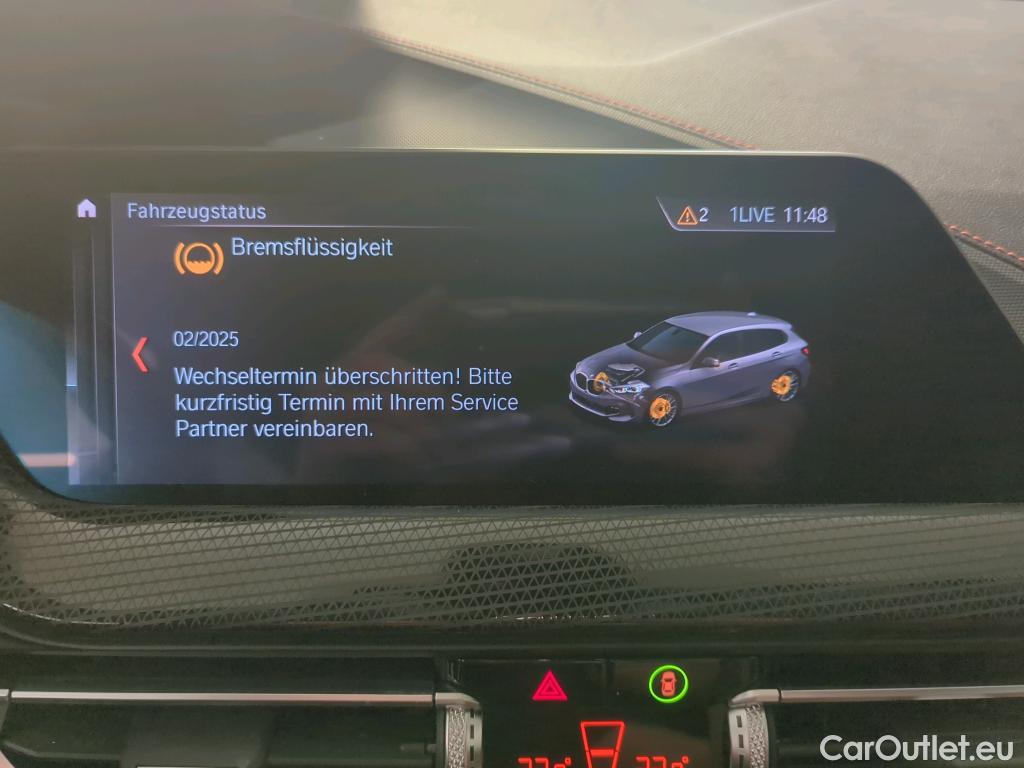 Fahrzeugstatus
2 1LIVE 11:48
Bremsflüssigkeit
02/2025
Wechseltermin überschritten! Bitte
kurzfristig Termin mit Ihrem Service
Partner vereinbaren.
CarOutlet.eu